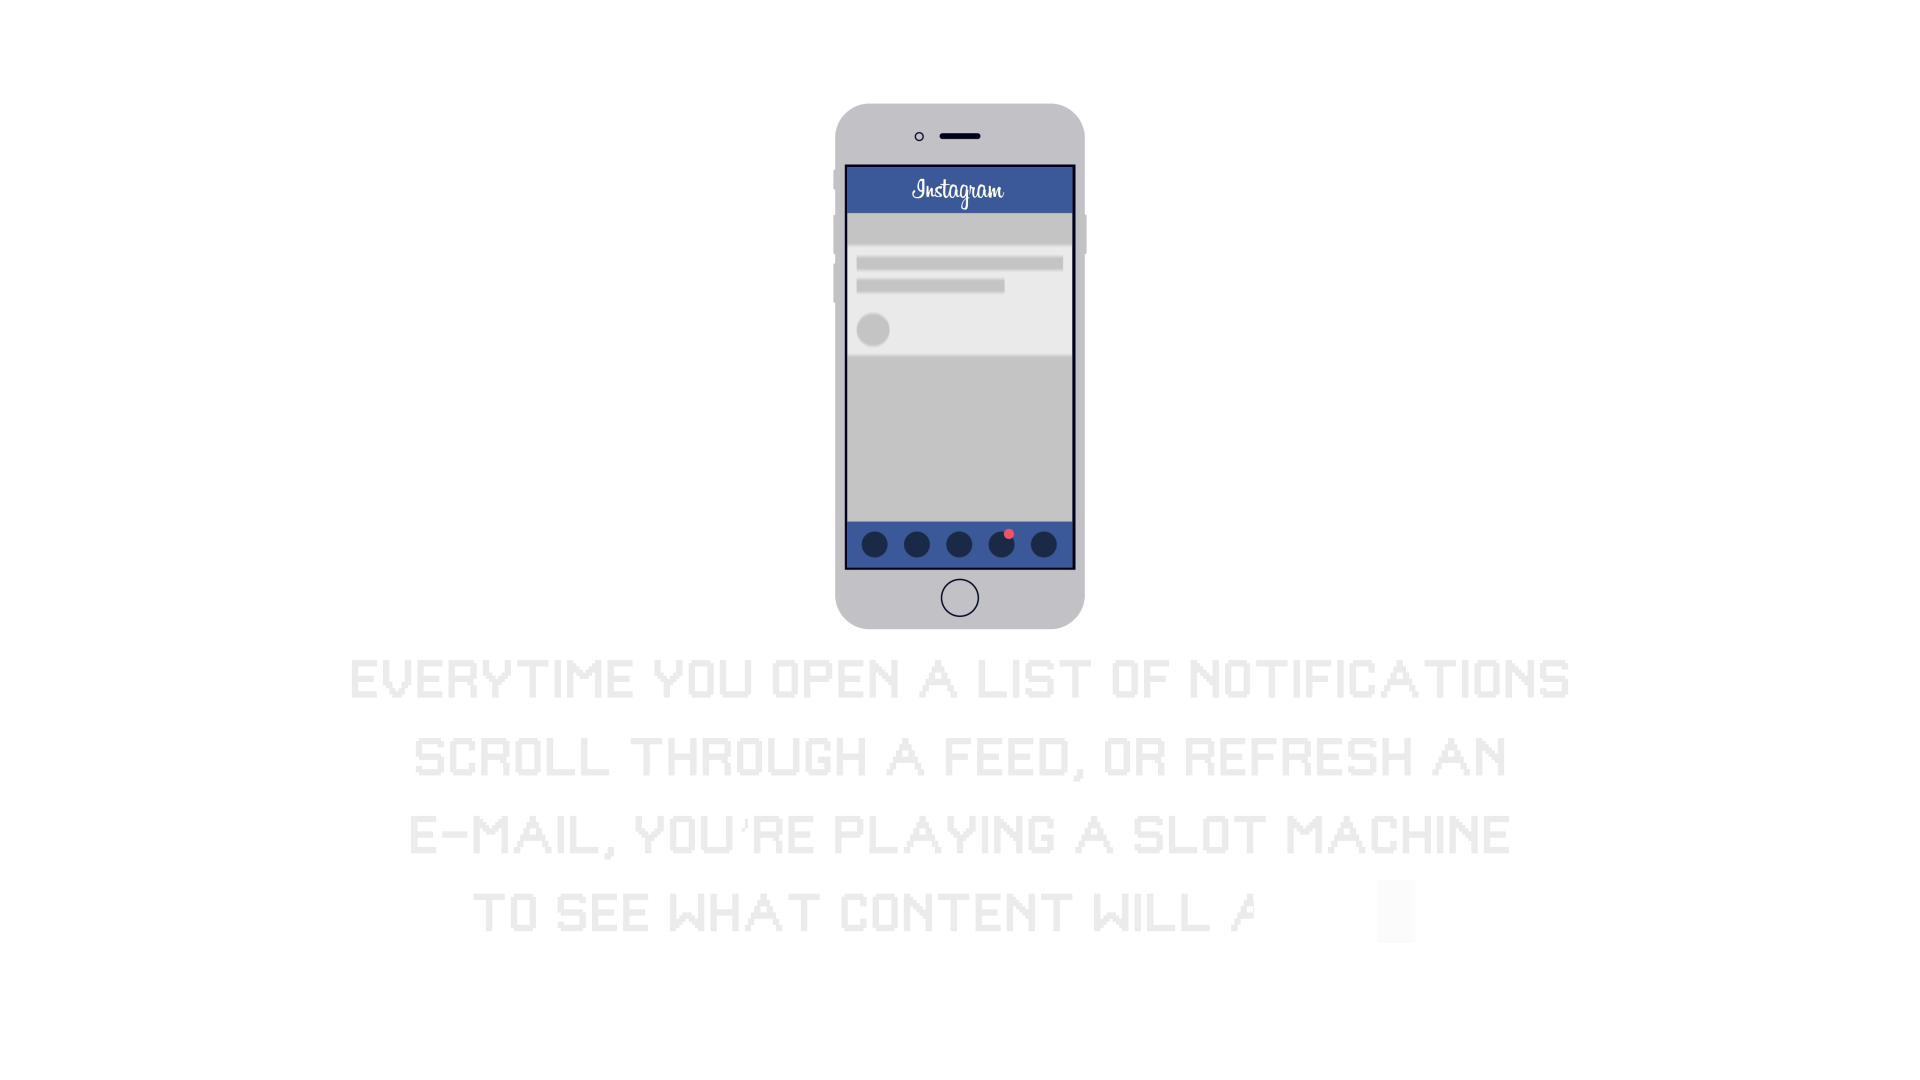 Instagram
EVERYTIME YOU OPEN A LIST OF NOTIFICATIONS
SCROLL THROUGH A FEED, OR REFRESH AN
E-MAIL, YOU'RE PLAYING A SLOT MACHINE
TO SEE WHAT CONTENT WILL